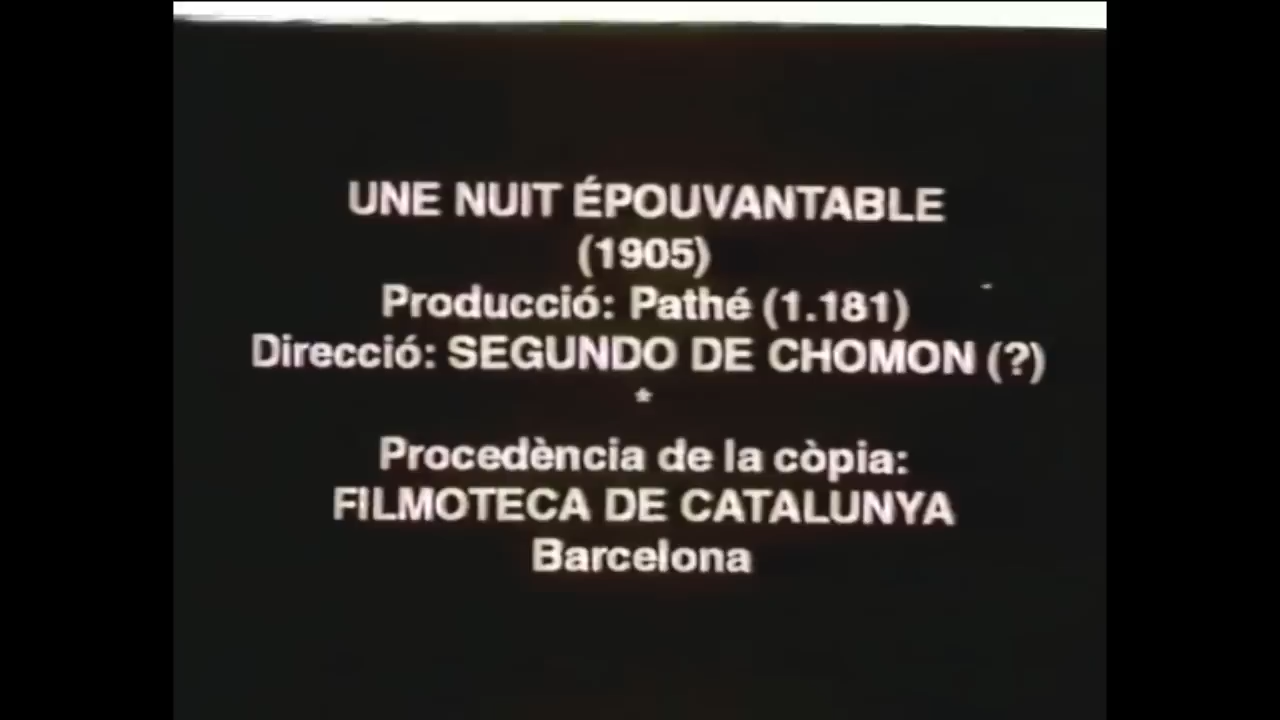 UNE NUIT ÉPOUVANTABLE
(1905)
Producció: Pathé (1.181)
Direcció: SEGUNDO DE CHOMON (?)
*
Procedència de la còpia:
FILMOTECA DE CATALUNYA
Barcelona